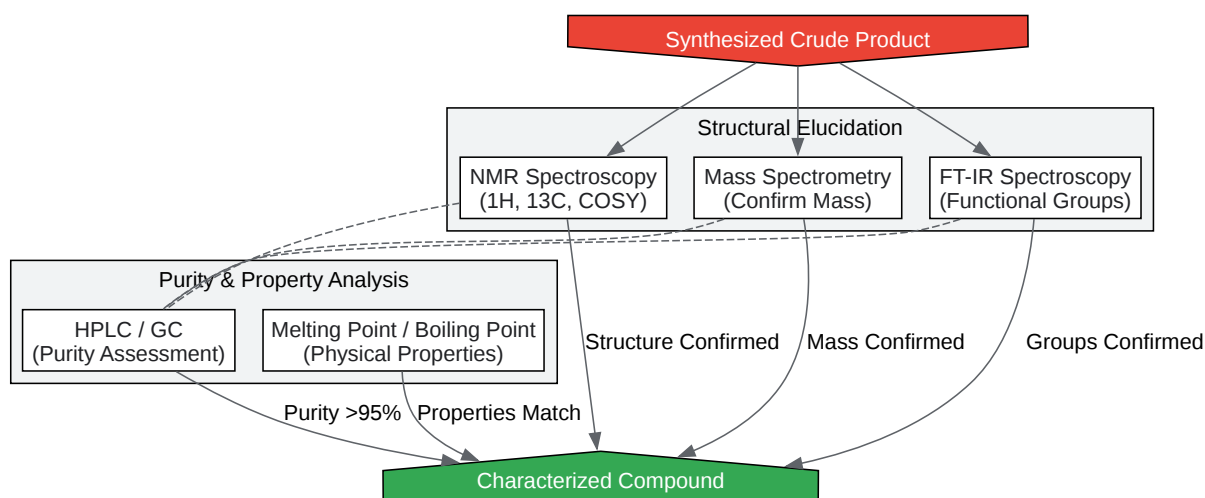 Synthesized Crude Product
Structural Elucidation
NMR Spectroscopy
(1H, 13C, COSY)
Mass Spectrometry
(Confirm Mass)
FT-IR Spectroscopy
(Functional Groups)
Purity & Property Analysis
HPLC / GC
(Purity Assessment)
Melting Point / Boiling Point
(Physical Properties)
Structure Confirmed
Mass Confirmed
Groups Confirmed
Purity >95%
Properties Match
Characterized Compound